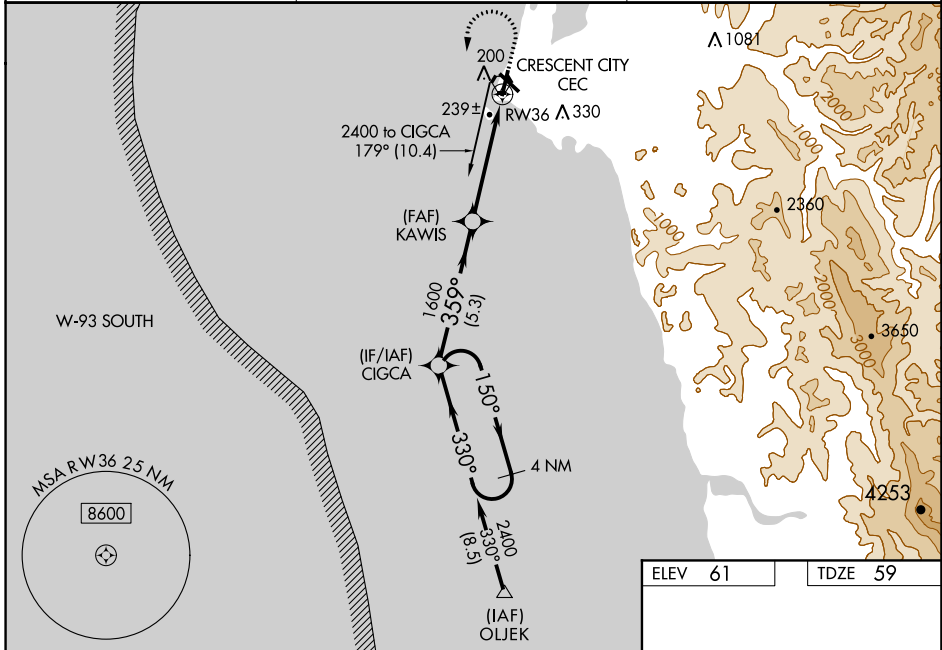 1081
200
CRESCENT CITY
CEC
239±
RW36
330
2400 to CIGCA
179° (10.4)
1000
2000
2360
(FAF)
KAWIS
1000
2000
1600
359°
(5.3)
W-93 SOUTH
3650
3000
(IF/IAF)
CIGCA
150°
330°
4 NM
MSA RW36 25 NM
8600
4253
2400
330°
(8.5)
ELEV 61
TDZE 59
(IAF)
OLJEK